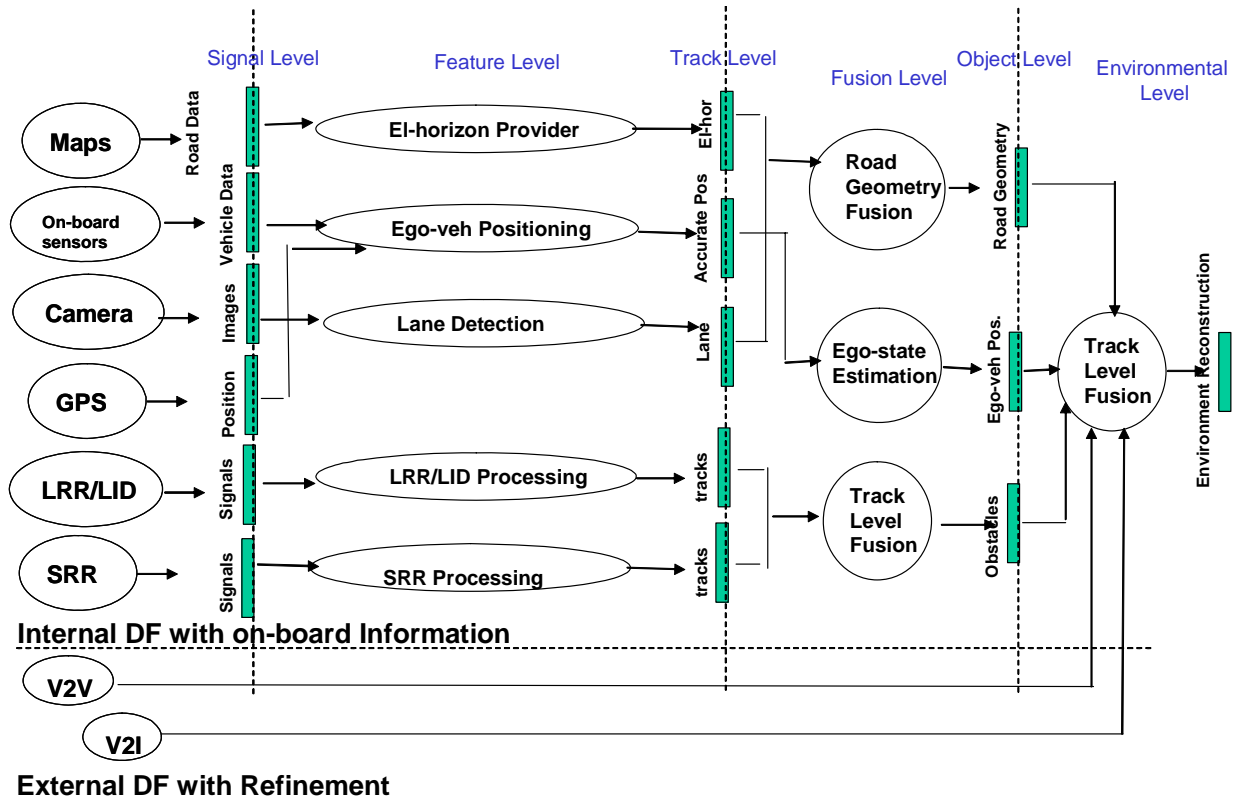 Signal Level
Feature Level
Track Level
Fusion Level
Object Level
Environmental
Level
Maps
Road Data
El-horizon Provider
El-hor
Road
Geometry
Fusion
Road Geometry
On-board
sensors
Vehicle Data
Ego-veh Positioning
Accurate Pos
Camera
Images
Lane Detection
Lane
Ego-state
Estimation
Ego-veh Pos.
Track
Level
Fusion
Environment Reconstruction
GPS
Position
LRR/LID
Signals
LRR/LID Processing
tracks
Track
Level
Fusion
Obstacles
SRR
Signals
SRR Processing
tracks
Internal DF with on-board Information
V2V
V2I
External DF with Refinement